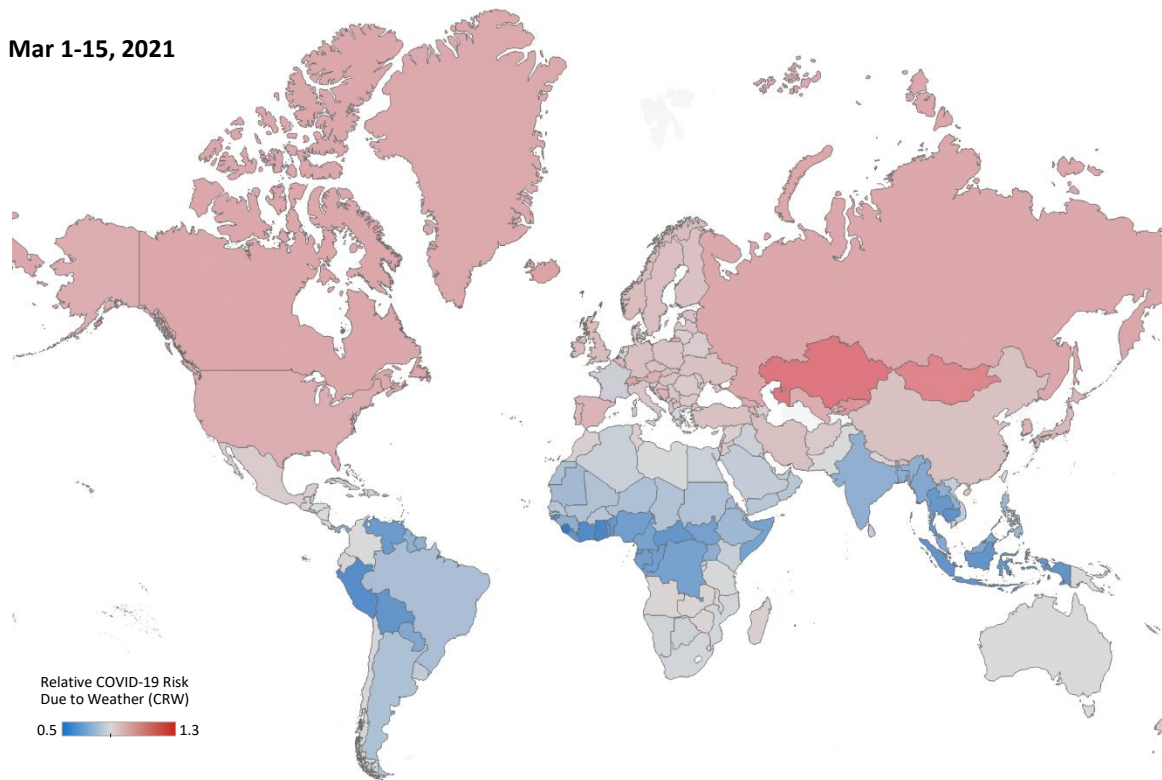 Mar 1-15, 2021
Relative COVID-19 Risk
Due to Weather (CRW)
0.5 1.3